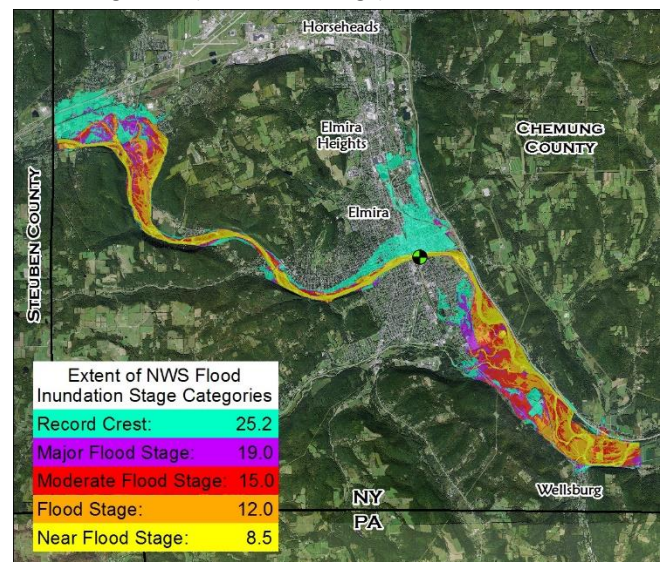 Horseheads
Elmira
Heights
CHEMUNG
COUNTY
Elmira
STEUBEN COUNTY
Extent of NWS Flood
Inundation Stage Categories
Record Crest: 25.2
Major Flood Stage: 19.0
Moderate Flood Stage: 15.0
Flood Stage: 12.0
Near Flood Stage: 8.5
Wellsburg
NY
PA